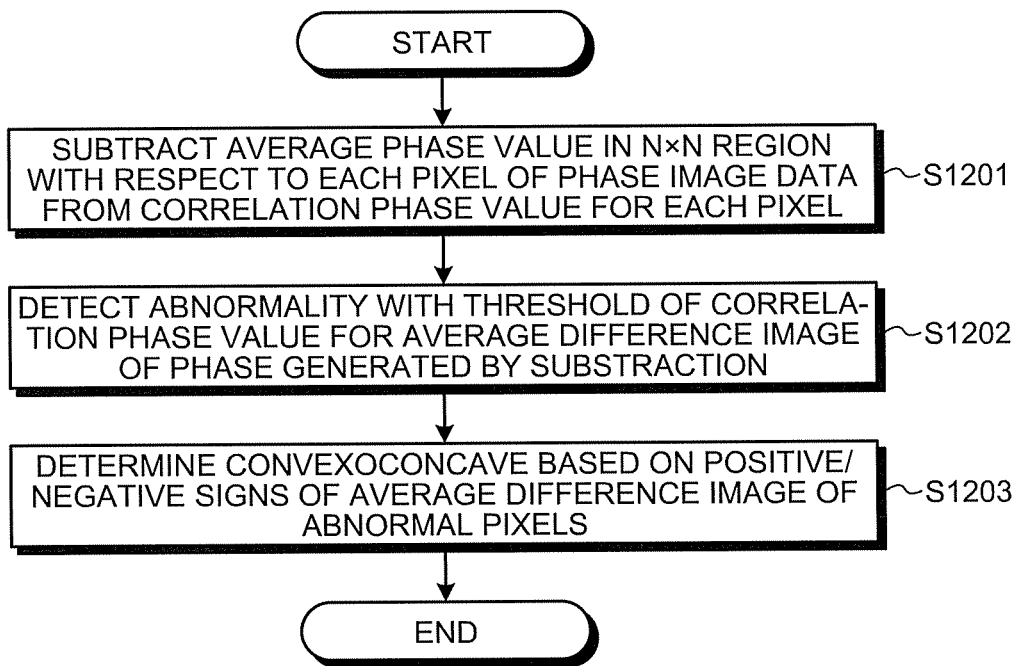 START
SUBTRACT AVERAGE PHASE VALUE IN N×N REGION
WITH RESPECT TO EACH PIXEL OF PHASE IMAGE DATA
FROM CORRELATION PHASE VALUE FOR EACH PIXEL
S1201
DETECT ABNORMALITY WITH THRESHOLD OF CORRELA-
TION PHASE VALUE FOR AVERAGE DIFFERENCE IMAGE
OF PHASE GENERATED BY SUBSTRACTION
S1202
DETERMINE CONVEXOCONCAVE BASED ON POSITIVE/
NEGATIVE SIGNS OF AVERAGE DIFFERENCE IMAGE OF
ABNORMAL PIXELS
S1203
END